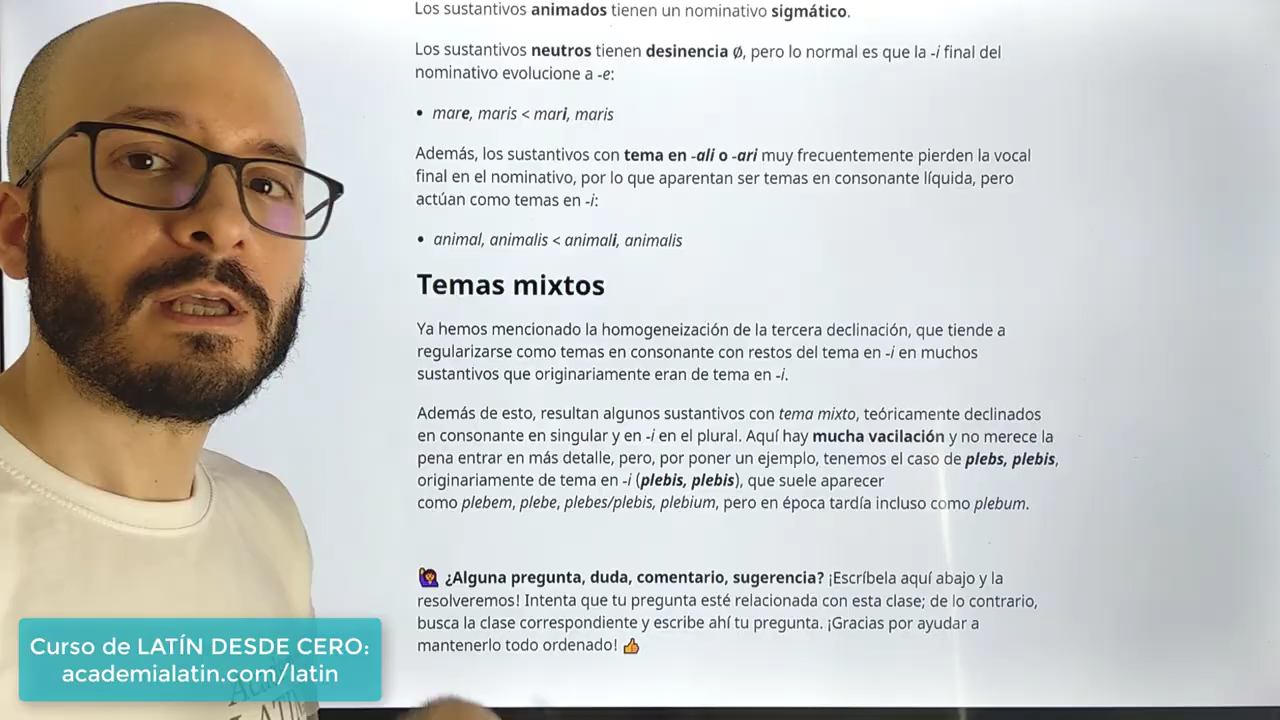 Los sustantivos animados tienen un nominativo sigmático.
Los sustantivos neutros tienen desinencia ø, pero lo normal es que la -i final del
nominativo evolucione a -e:
• mare, maris < mari, maris
Además, los sustantivos con tema en -ali o -ari muy frecuentemente pierden la vocal
final en el nominativo, por lo que aparentan ser temas en consonante líquida, pero
actúan como temas en -i:
• animal, animalis < animali, animalis
Temas mixtos
Ya hemos mencionado la homogeneización de la tercera declinación, que tiende a
regularizarse como temas en consonante con restos del tema en -i en muchos
sustantivos que originariamente eran de tema en -i.
Además de esto, resultan algunos sustantivos con tema mixto, teóricamente declinados
en consonante en singular y en -i en el plural. Aquí hay mucha vacilación y no merece la
pena entrar en más detalle, pero, por poner un ejemplo, tenemos el caso de plebs, plebis,
originariamente de tema en -i (plebis, plebis), que suele aparecer
como plebem, plebe, plebes/plebis, plebium, pero en época tardía incluso como plebum.
🙋‍♀️ ¿Alguna pregunta, duda, comentario, sugerencia? ¡Escríbela aquí abajo y la
resolveremos! Intenta que tu pregunta esté relacionada con esta clase; de lo contrario,
busca la clase correspondiente y escribe ahí tu pregunta. ¡Gracias por ayudar a
mantenerlo todo ordenado! 👍
Curso de LATÍN DESDE CERO:
academialatin.com/latin